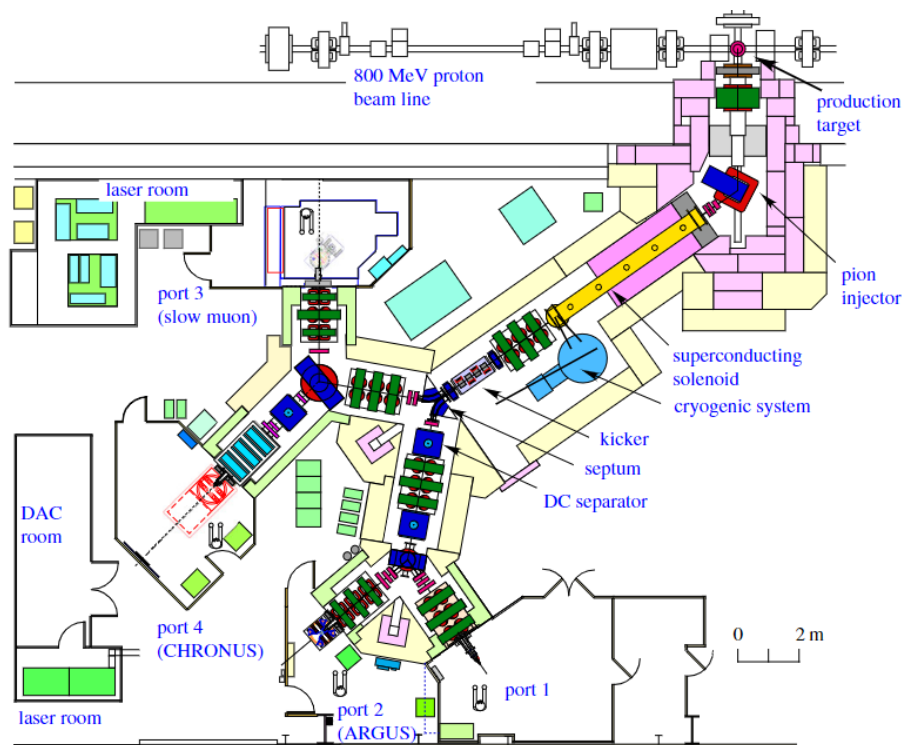 800 MeV proton
beam line
production
target
laser room
port 3
(slow muon)
pion
injector
superconducting
solenoid
cryogenic system
kicker
septum
DC separator
DAC
room
port 4
(CHRONUS)
0 2 m
port 1
laser room
port 2
(ARGUS)